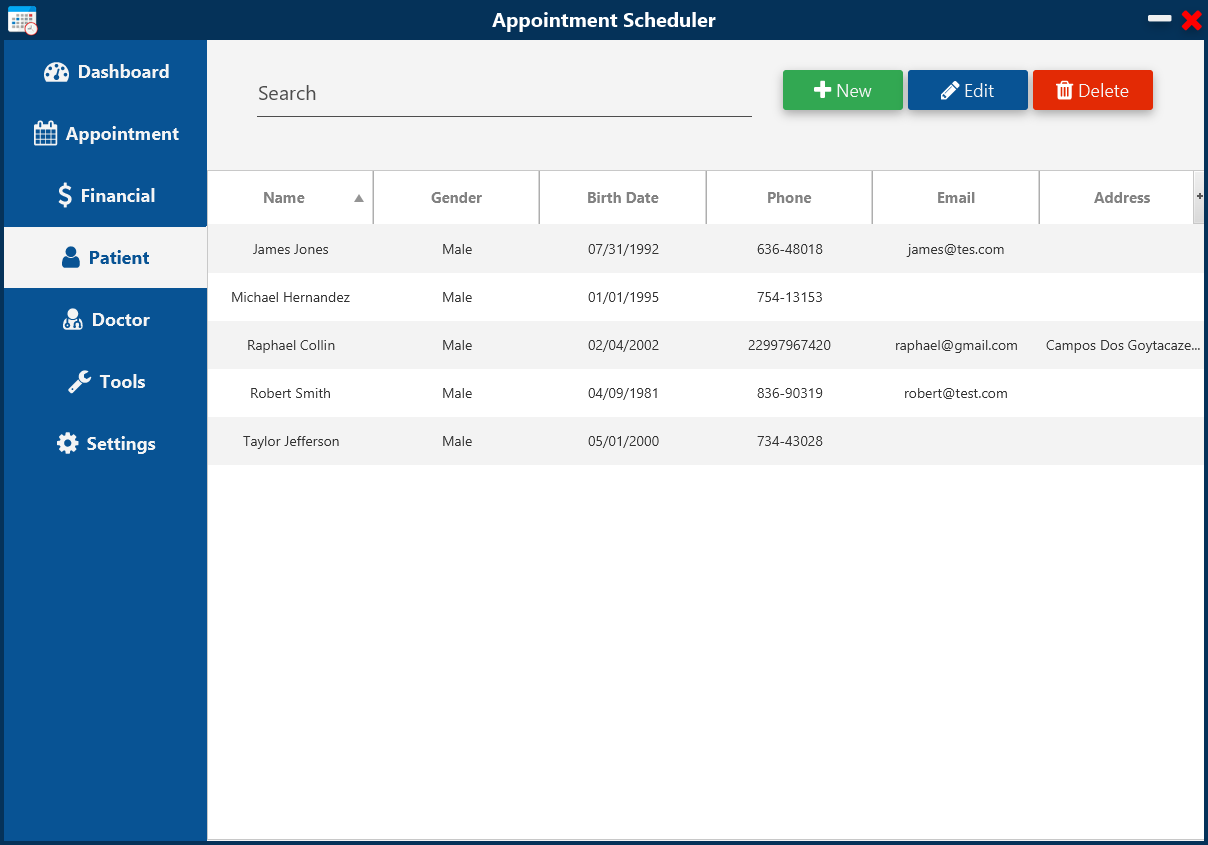 Appointment Scheduler
Dashboard
Appointment
Financial
Patient
Doctor
Tools
Settings
Search
New Edit Delete
Name Gender Birth Date Phone Email Address +
James Jones Male 07/31/1992 636-48018 james@tes.com
Michael Hernandez Male 01/01/1995 754-13153
Raphael Collin Male 02/04/2002 22997967420 raphael@gmail.com Campos Dos Goytacaze...
Robert Smith Male 04/09/1981 836-90319 robert@test.com
Taylor Jefferson Male 05/01/2000 734-43028